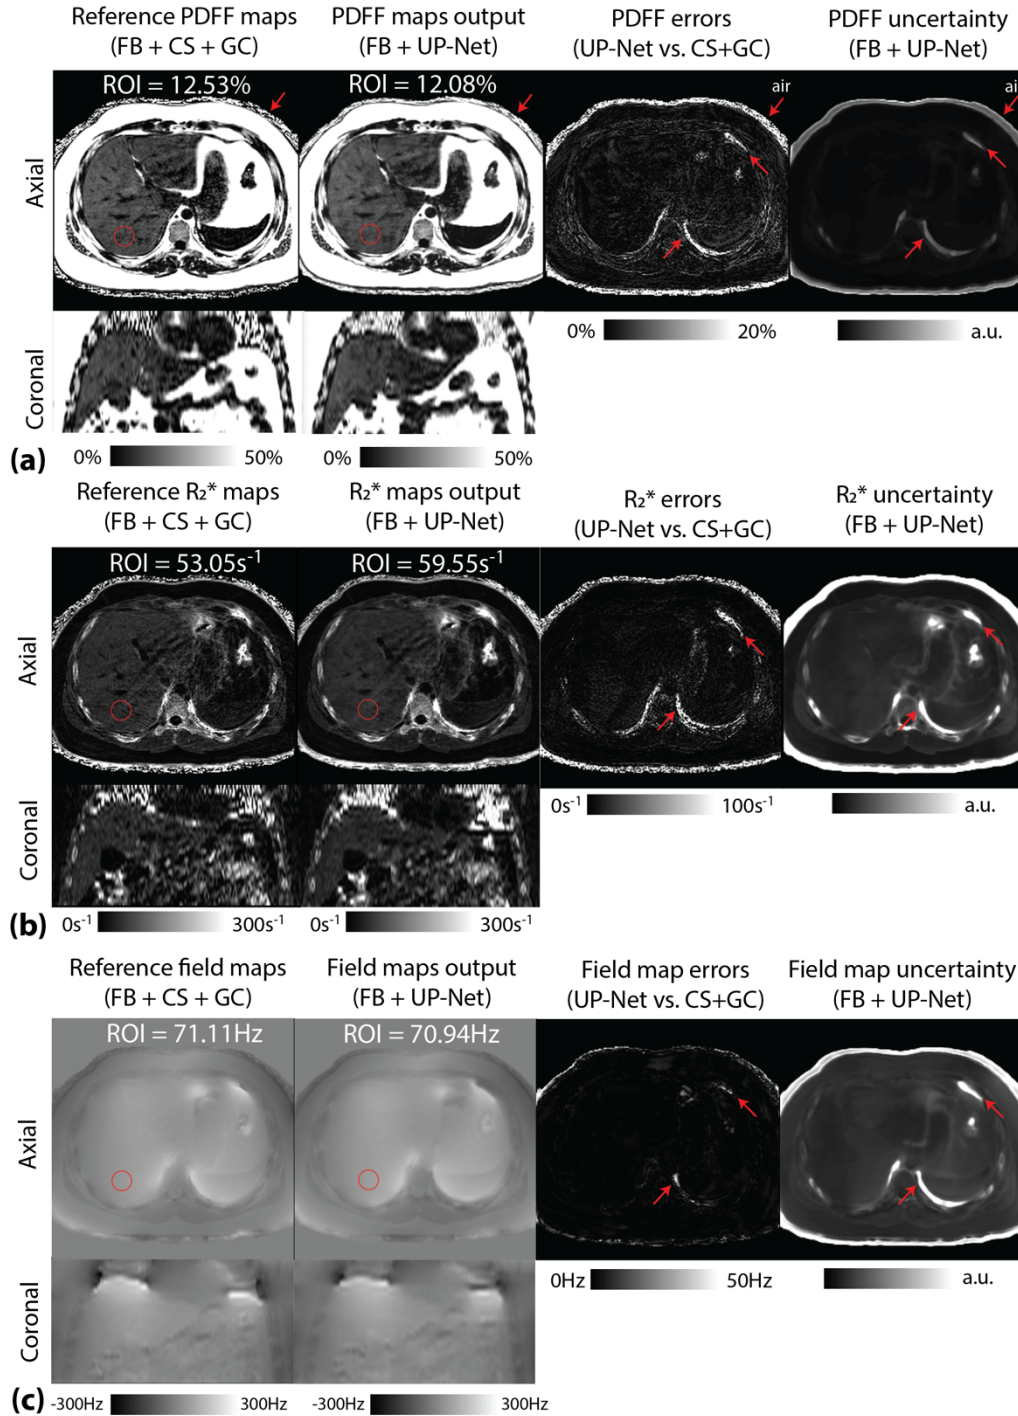 Reference PDFF maps
(FB + CS + GC)
PDFF maps output
(FB + UP-Net)
PDFF errors
(UP-Net vs. CS+GC)
PDFF uncertainty
(FB + UP-Net)
ROI = 12.53%
ROI = 12.08%
air
ai
Axial
0%
20%
a.u.
Coronal
(a)
0%
50%
0%
50%
Reference R₂* maps
(FB + CS + GC)
R₂* maps output
(FB + UP-Net)
R₂* errors
(UP-Net vs. CS+GC)
R₂* uncertainty
(FB + UP-Net)
ROI = 53.05s⁻¹
ROI = 59.55s⁻¹
Axial
0s⁻¹
100s⁻¹
a.u.
Coronal
(b)
0s⁻¹
300s⁻¹
0s⁻¹
300s⁻¹
Reference field maps
(FB + CS + GC)
Field maps output
(FB + UP-Net)
Field map errors
(UP-Net vs. CS+GC)
Field map uncertainty
(FB + UP-Net)
ROI = 71.11Hz
ROI = 70.94Hz
Axial
0Hz
50Hz
a.u.
Coronal
(c)
-300Hz
300Hz
-300Hz
300Hz